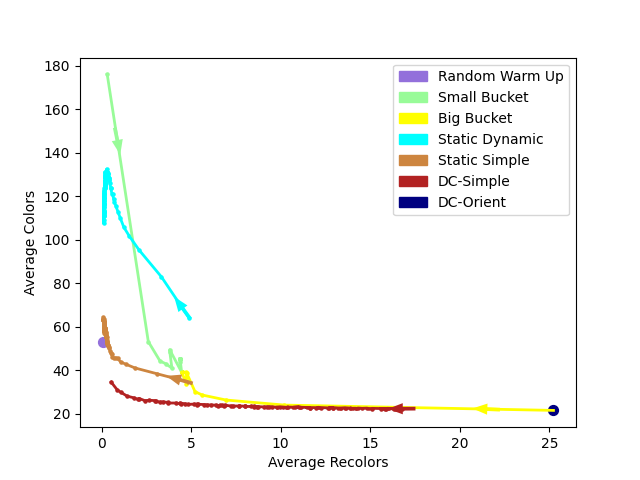 180
160
140
120
100
80
60
40
20
0
5
10
15
20
25
Average Colors
Average Recolors
Random Warm Up
Small Bucket
Big Bucket
Static Dynamic
Static Simple
DC-Simple
DC-Orient